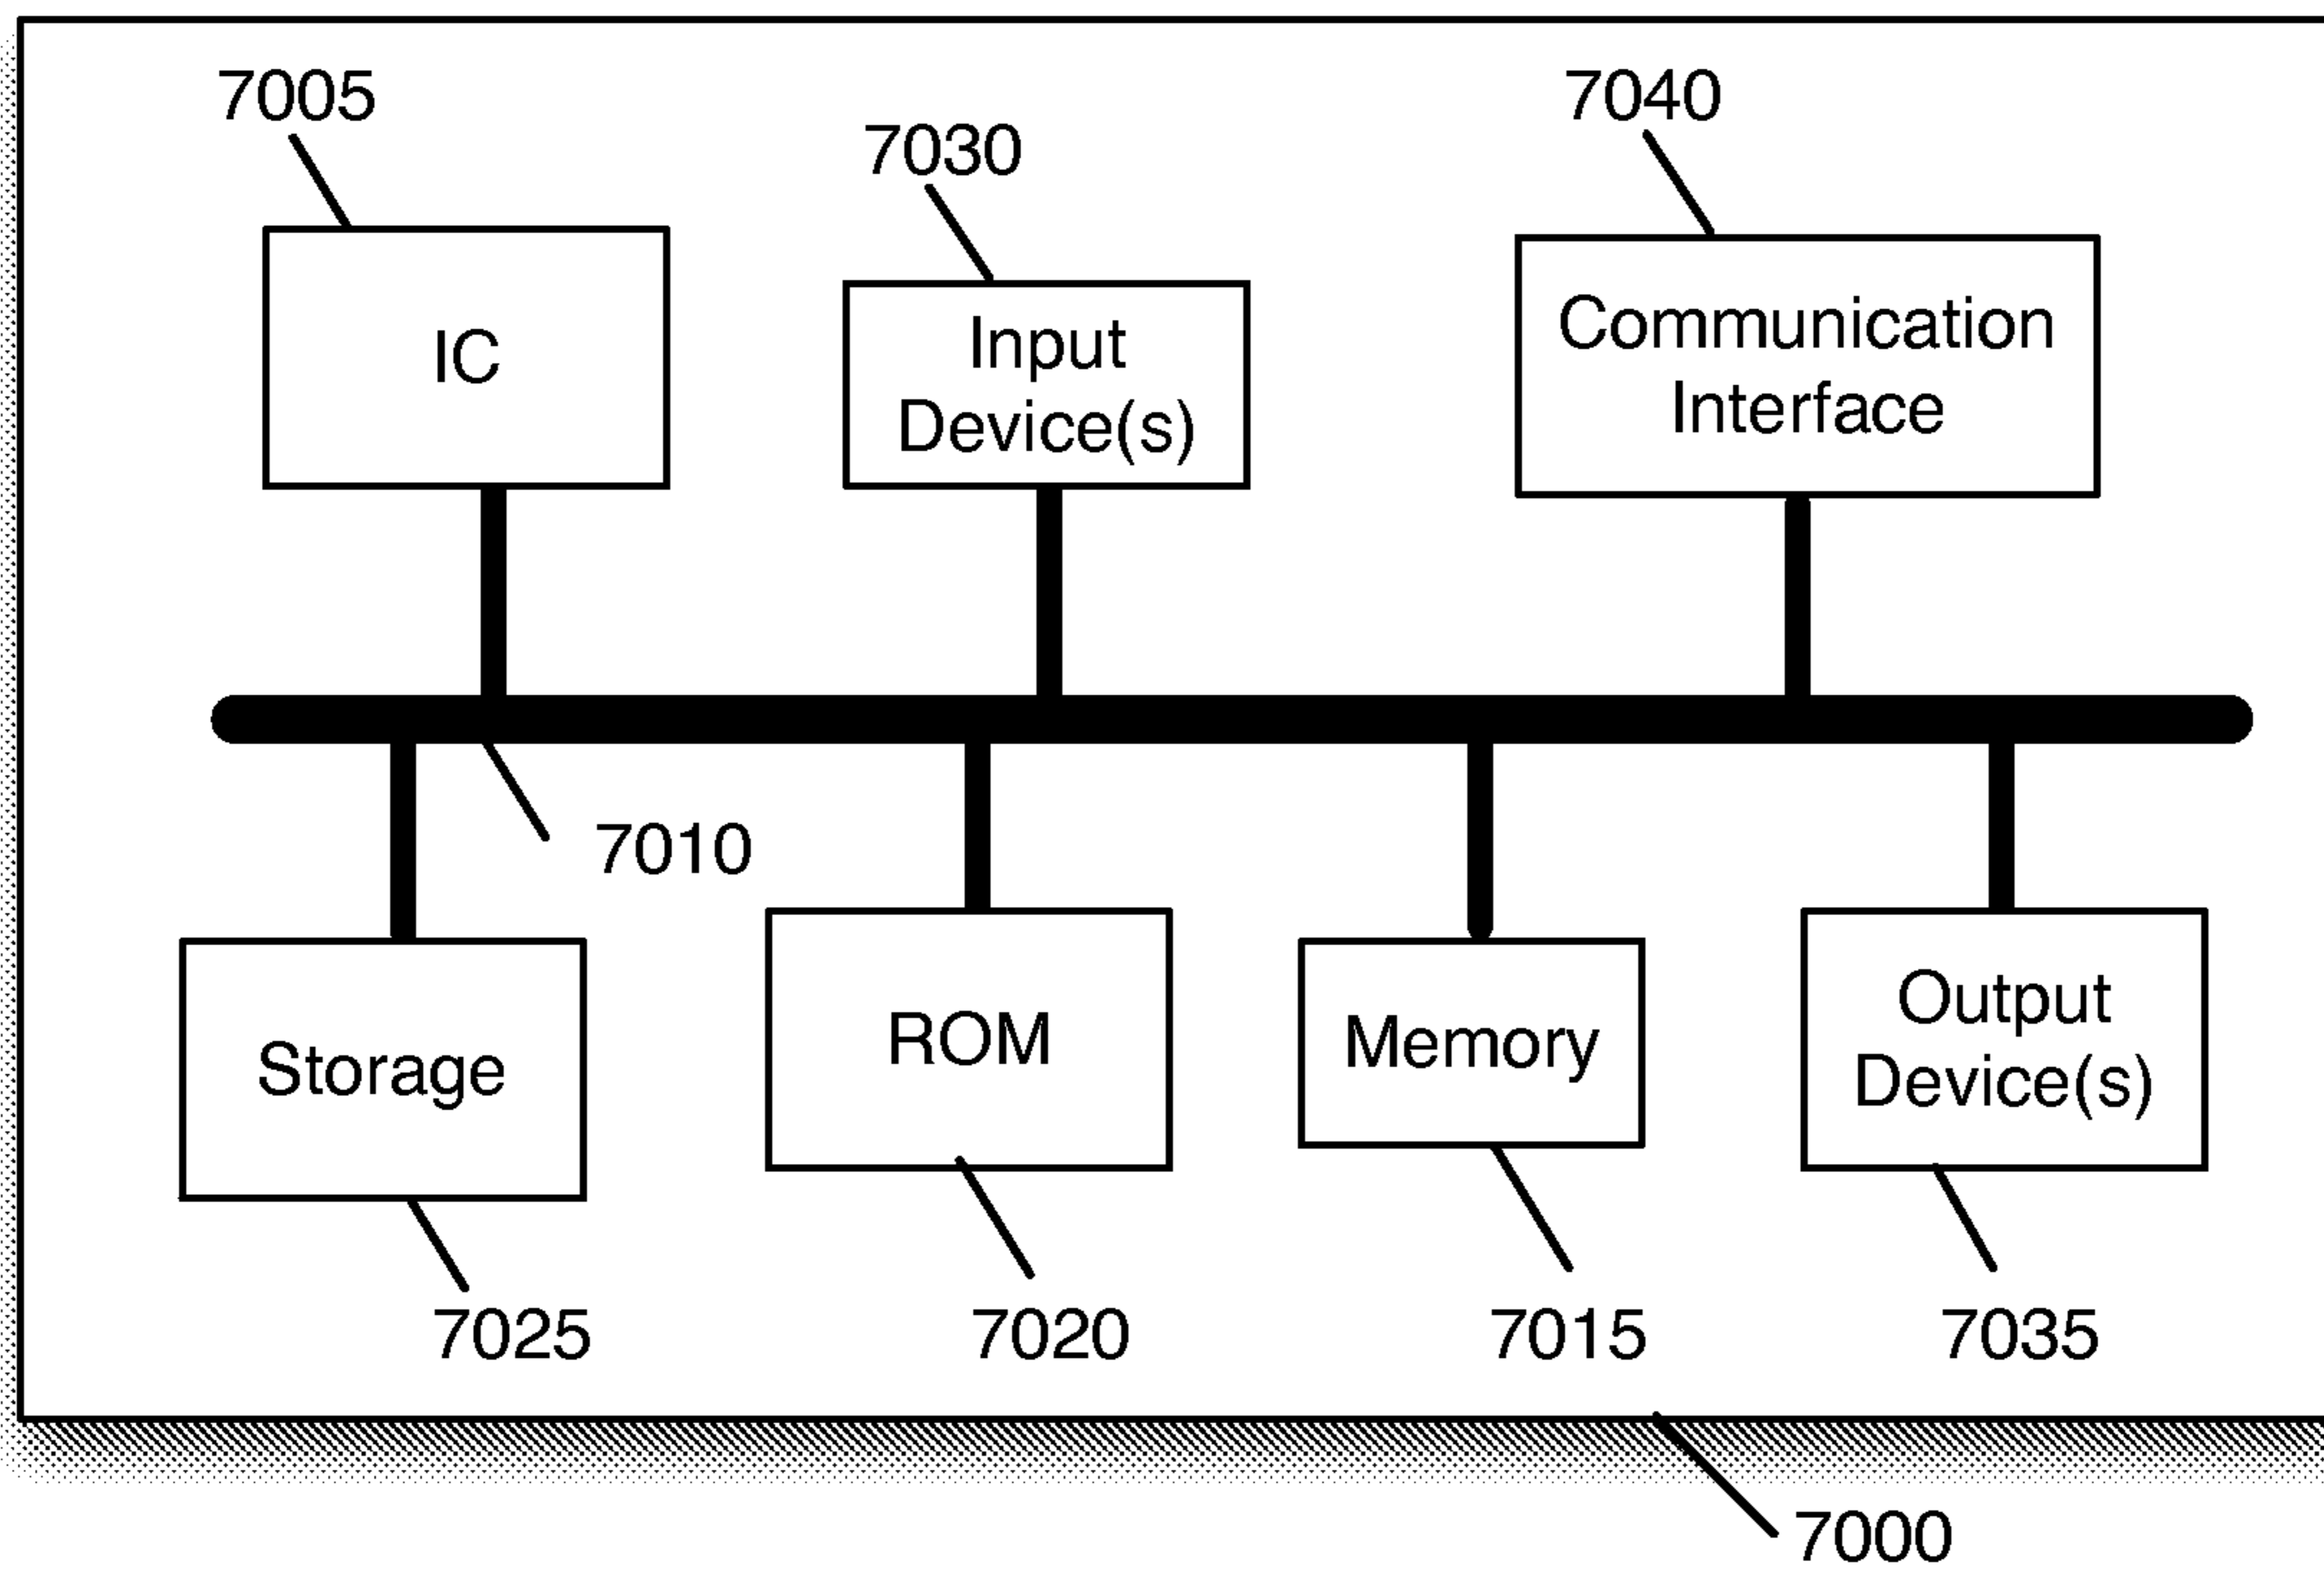 7005
7030
7040
IC
Input
Device(s)
Communication
Interface
7010
Storage
ROM
Memory
Output
Device(s)
7025
7020
7015
7035
7000